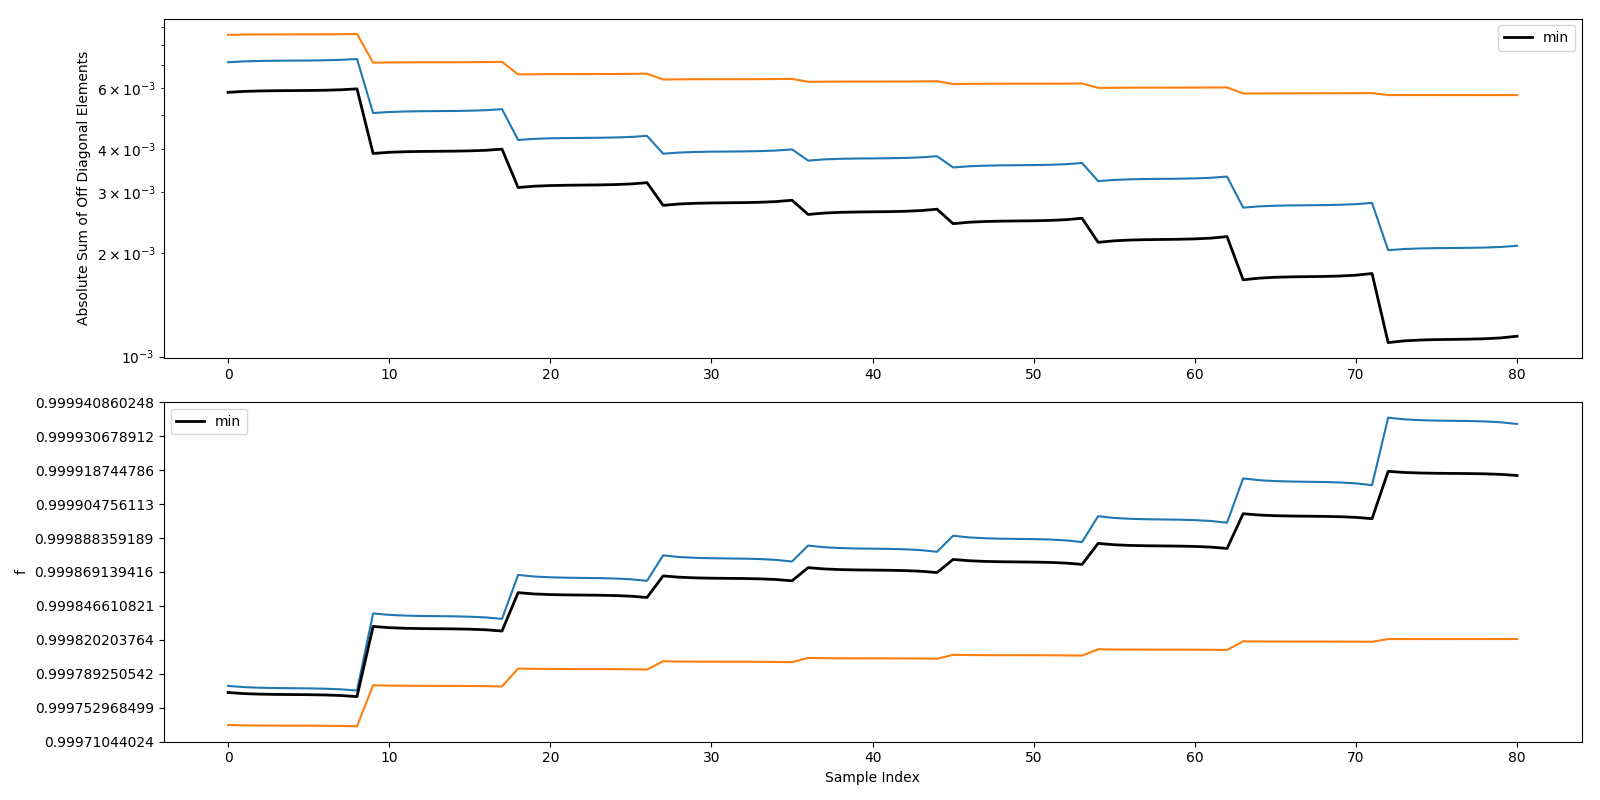 Absolute Sum of Off Diagonal Elements
6 × 10⁻³
4 × 10⁻³
3 × 10⁻³
2 × 10⁻³
10⁻³
min
0 10 20 30 40 50 60 70 80
f
0.999940860248
0.999930678912
0.999918744786
0.999904756113
0.999888359189
0.999869139416
0.999846610821
0.999820203764
0.999789250542
0.999752968499
0.99971044024
min
0 10 20 30 40 50 60 70 80
Sample Index